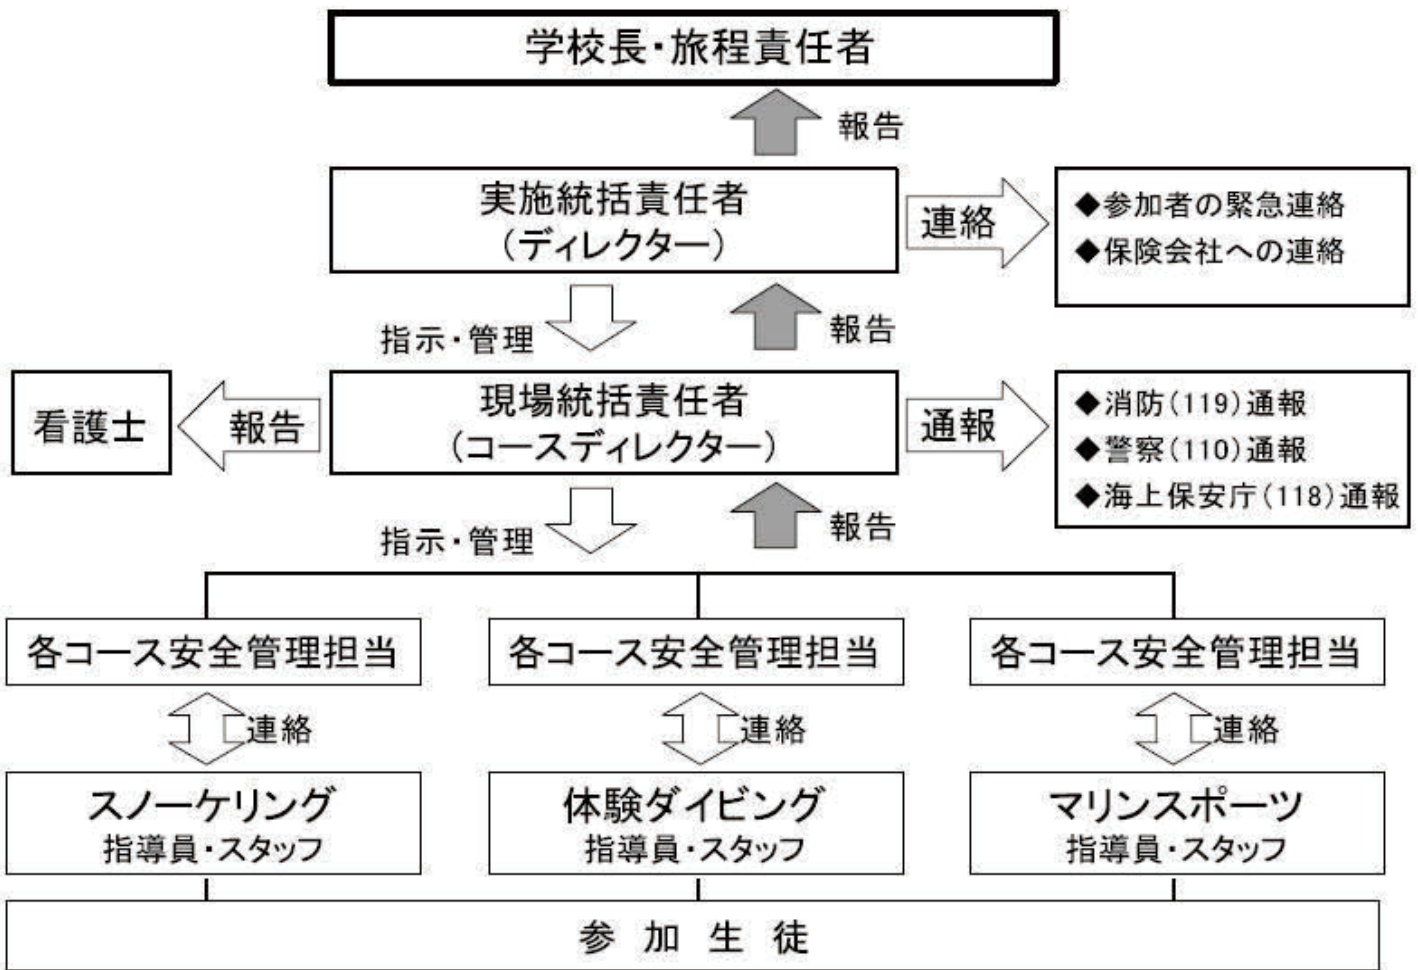 学校長・旅程責任者
報告
実施統括責任者
(ディレクター)
連絡
◆参加者の緊急連絡
◆保険会社への連絡
指示・管理
報告
看護士
報告
現場統括責任者
(コースディレクター)
通報
◆消防(119)通報
◆警察(110)通報
◆海上保安庁(118)通報
指示・管理
報告
各コース安全管理担当
各コース安全管理担当
各コース安全管理担当
連絡
連絡
連絡
スノーケリング
指導員・スタッフ
体験ダイビング
指導員・スタッフ
マリンスポーツ
指導員・スタッフ
参 加 生 徒